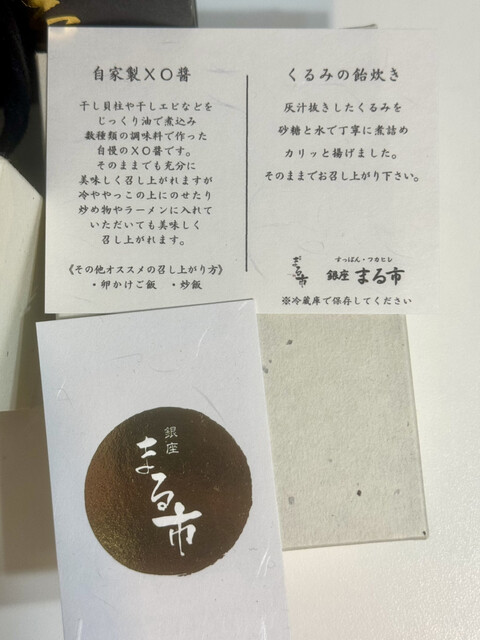 自家製ＸＯ醬
干し貝柱や干しエビなどを
じっくり油で煮込み
数種類の調味料で作った
自慢のＸＯ醬です。
そのままでも充分に
美味しく召し上がれますが
冷ややっこの上にのせたり
炒め物やラーメンに入れて
いただいても美味しく
召し上がれます。
《その他オススメの召し上がり方》
・卵かけご飯　・炒飯
くるみの飴炊き
灰汁抜きしたくるみを
砂糖と水で丁寧に煮詰め
カリッと揚げました。
そのままでお召し上がり下さい。
まる市
すっぽん・フカヒレ
銀座 まる市
※冷蔵庫で保存してください
銀座
まる市